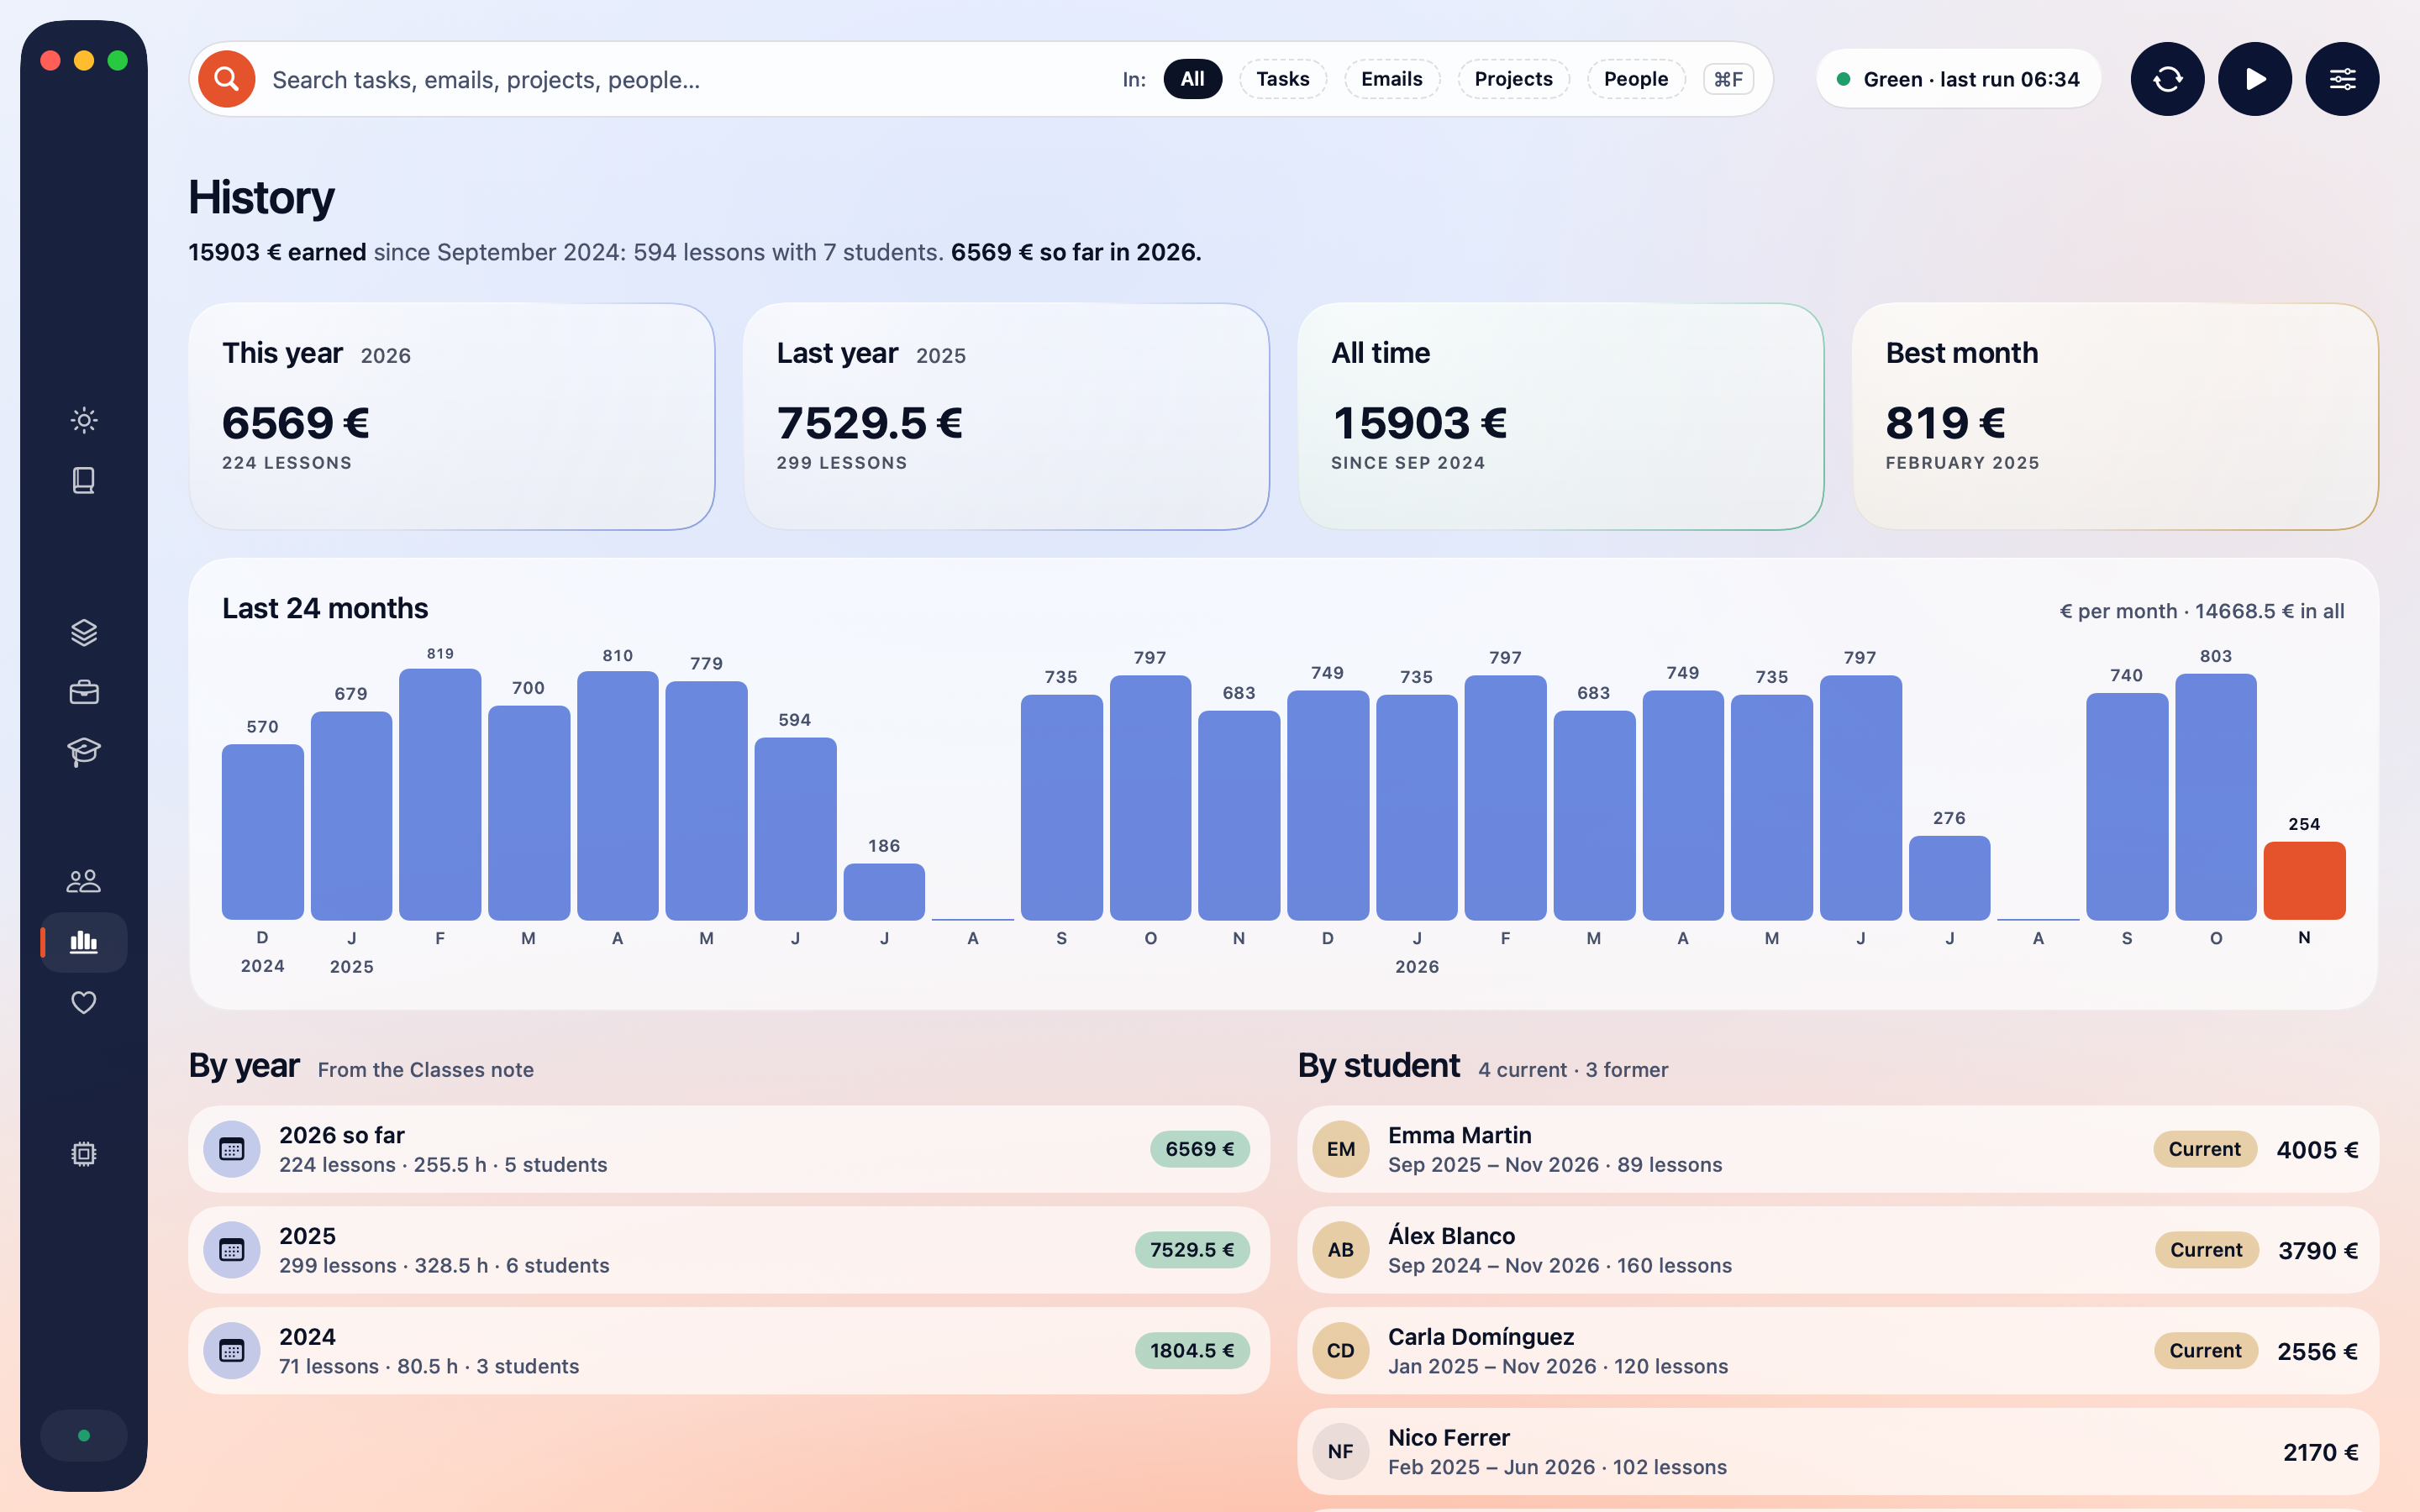 Search tasks, emails, projects, people... In: All Tasks Emails Projects People ⌘F Green · last run 06:34
History
15903 € earned since September 2024: 594 lessons with 7 students. 6569 € so far in 2026.
This year 2026
6569 €
224 LESSONS
Last year 2025
7529.5 €
299 LESSONS
All time
15903 €
SINCE SEP 2024
Best month
819 €
FEBRUARY 2025
Last 24 months € per month · 14668.5 € in all
570 679 819 700 810 779 594 186 735 797 683 749 735 797 683 749 735 797 276 740 803 254
D J F M A M J J A S O N D J F M A M J J A S O N
2024 2025 2026
By year From the Classes note
2026 so far
224 lessons · 255.5 h · 5 students
6569 €
2025
299 lessons · 328.5 h · 6 students
7529.5 €
2024
71 lessons · 80.5 h · 3 students
1804.5 €
By student 4 current · 3 former
EM
Emma Martin
Sep 2025 – Nov 2026 · 89 lessons
Current 4005 €
AB
Álex Blanco
Sep 2024 – Nov 2026 · 160 lessons
Current 3790 €
CD
Carla Domínguez
Jan 2025 – Nov 2026 · 120 lessons
Current 2556 €
NF
Nico Ferrer
Feb 2025 – Jun 2026 · 102 lessons
2170 €